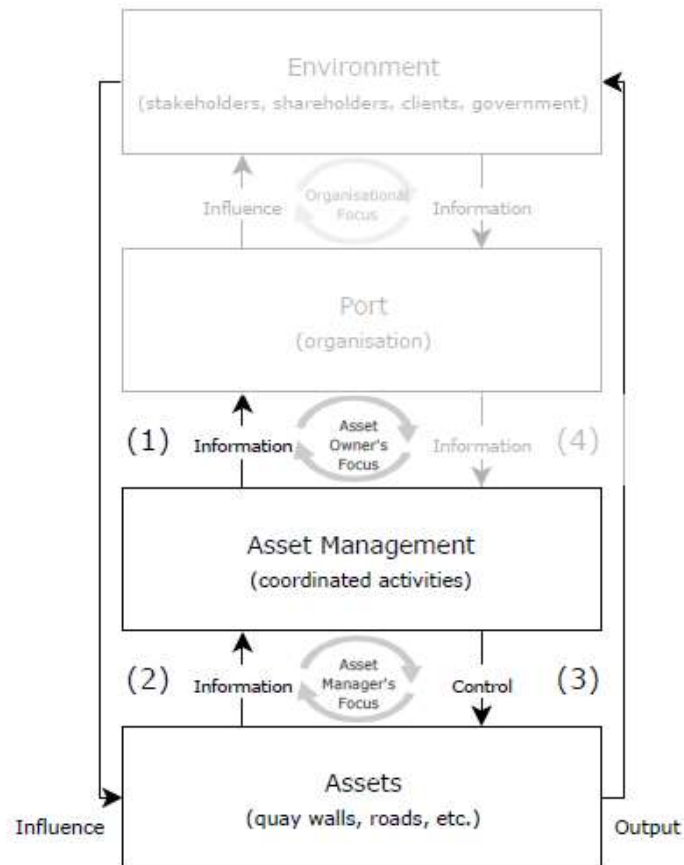 Environment
(stakeholders, shareholders, clients, government)
Influence
Organisational
Focus
Information
Port
(organisation)
(1)
Information
Asset
Owner's
Focus
Information
(4)
Asset Management
(coordinated activities)
(2)
Information
Asset
Manager's
Focus
Control
(3)
Assets
(quay walls, roads, etc.)
Influence
Output